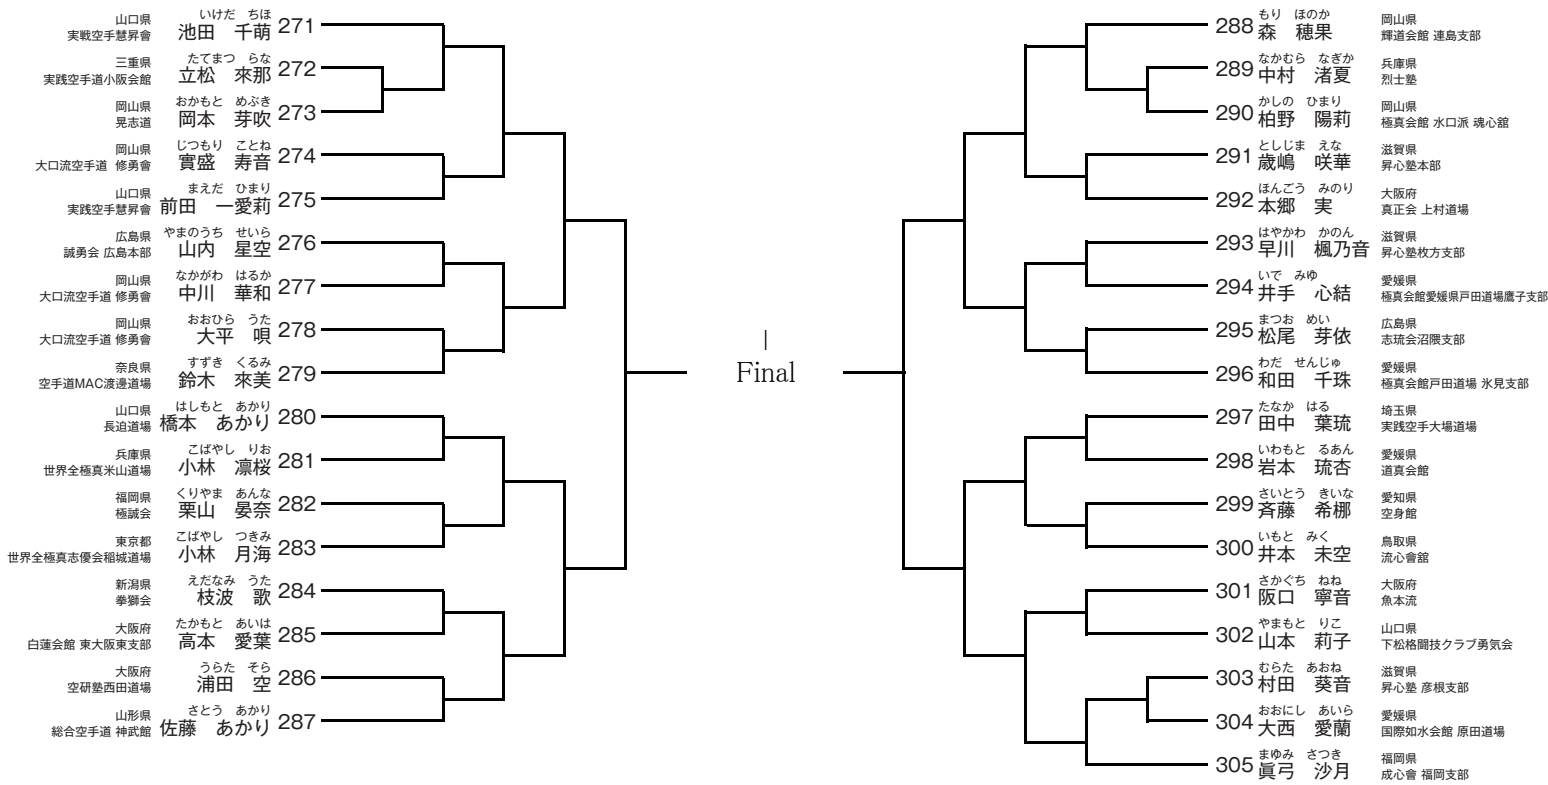 山口県
実戦空手慧昇會
いけだ ちほ
池田 千萌 271
三重県
実践空手道小阪会館
たてまつ らな
立松 來那 272
岡山県
晃志道
おかもと めぶき
岡本 芽吹 273
岡山県
大口流空手道 修勇會
じつもり ことね
實盛 寿音 274
山口県
実践空手慧昇會
まえだ ひまり
前田 一愛莉 275
広島県
誠勇会 広島本部
やまのうち せいら
山内 星空 276
岡山県
大口流空手道 修勇會
なかがわ はるか
中川 華和 277
岡山県
大口流空手道 修勇會
おおひら うた
大平 唄 278
奈良県
空手道MAC渡邊道場
すずき くるみ
鈴木 來美 279
山口県
長迫道場
はしもと あかり
橋本 あかり 280
兵庫県
世界全極真米山道場
こばやし りお
小林 凛桜 281
福岡県
極誠会
くりやま あんな
栗山 晏奈 282
東京都
世界全極真志優会稲城道場
こばやし つきみ
小林 月海 283
新潟県
拳獅会
えだなみ うた
枝波 歌 284
大阪府
白蓮会館 東大阪東支部
たかもと あいは
高本 愛葉 285
大阪府
空研塾西田道場
うらた そら
浦田 空 286
山形県
総合空手道 神武館
さとう あかり
佐藤 あかり 287
Final
もり ほのか
288 森 穂果
岡山県
輝道会館 連島支部
なかむら なぎか
289 中村 渚夏
兵庫県
烈士塾
かしの ひまり
290 柏野 陽莉
岡山県
極真会館 水口派 魂心舘
としじま えな
291 歳嶋 咲華
滋賀県
昇心塾本部
ほんごう みのり
292 本郷 実
大阪府
真正会 上村道場
はやかわ かのん
293 早川 楓乃音
滋賀県
昇心塾枚方支部
いで みゆ
294 井手 心結
愛媛県
極真会館愛媛県戸田道場鷹子支部
まつお めい
295 松尾 芽依
広島県
志琉会沼隈支部
わだ せんじゅ
296 和田 千珠
愛媛県
極真会館戸田道場 氷見支部
たなか はる
297 田中 葉琉
埼玉県
実践空手大場道場
いわもと るあん
298 岩本 琉杏
愛媛県
道真会館
さいとう きいな
299 斉藤 希梛
愛知県
空身館
いもと みく
300 井本 未空
鳥取県
流心會舘
さかぐち ねね
301 阪口 寧音
大阪府
魚本流
やまもと りこ
302 山本 莉子
山口県
下松格闘技クラブ勇気会
むらた あおね
303 村田 葵音
滋賀県
昇心塾 彦根支部
おおにし あいら
304 大西 愛蘭
愛媛県
国際如水会館 原田道場
まゆみ さつき
305 眞弓 沙月
福岡県
成心會 福岡支部